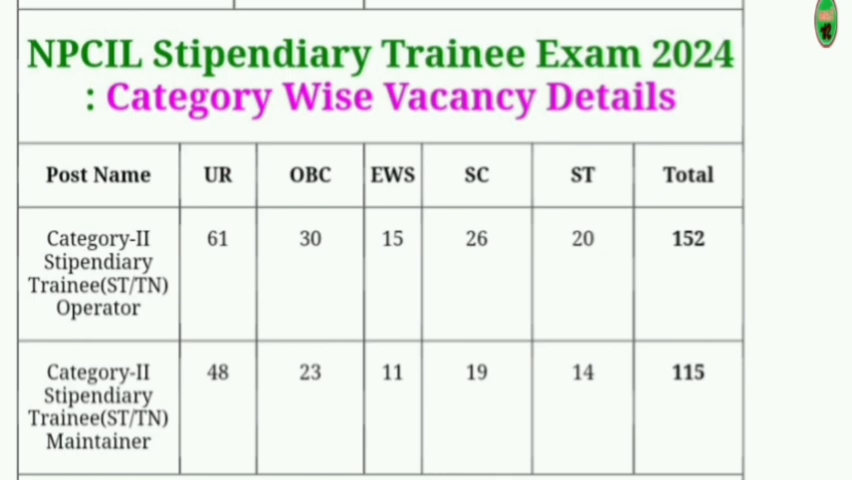 NPCIL Stipendiary Trainee Exam 2024
: Category Wise Vacancy Details
Post Name UR OBC EWS SC ST Total
Category-II 61 30 15 26 20 152
Stipendiary
Trainee(ST/TN)
Operator
Category-II 48 23 11 19 14 115
Stipendiary
Trainee(ST/TN)
Maintainer